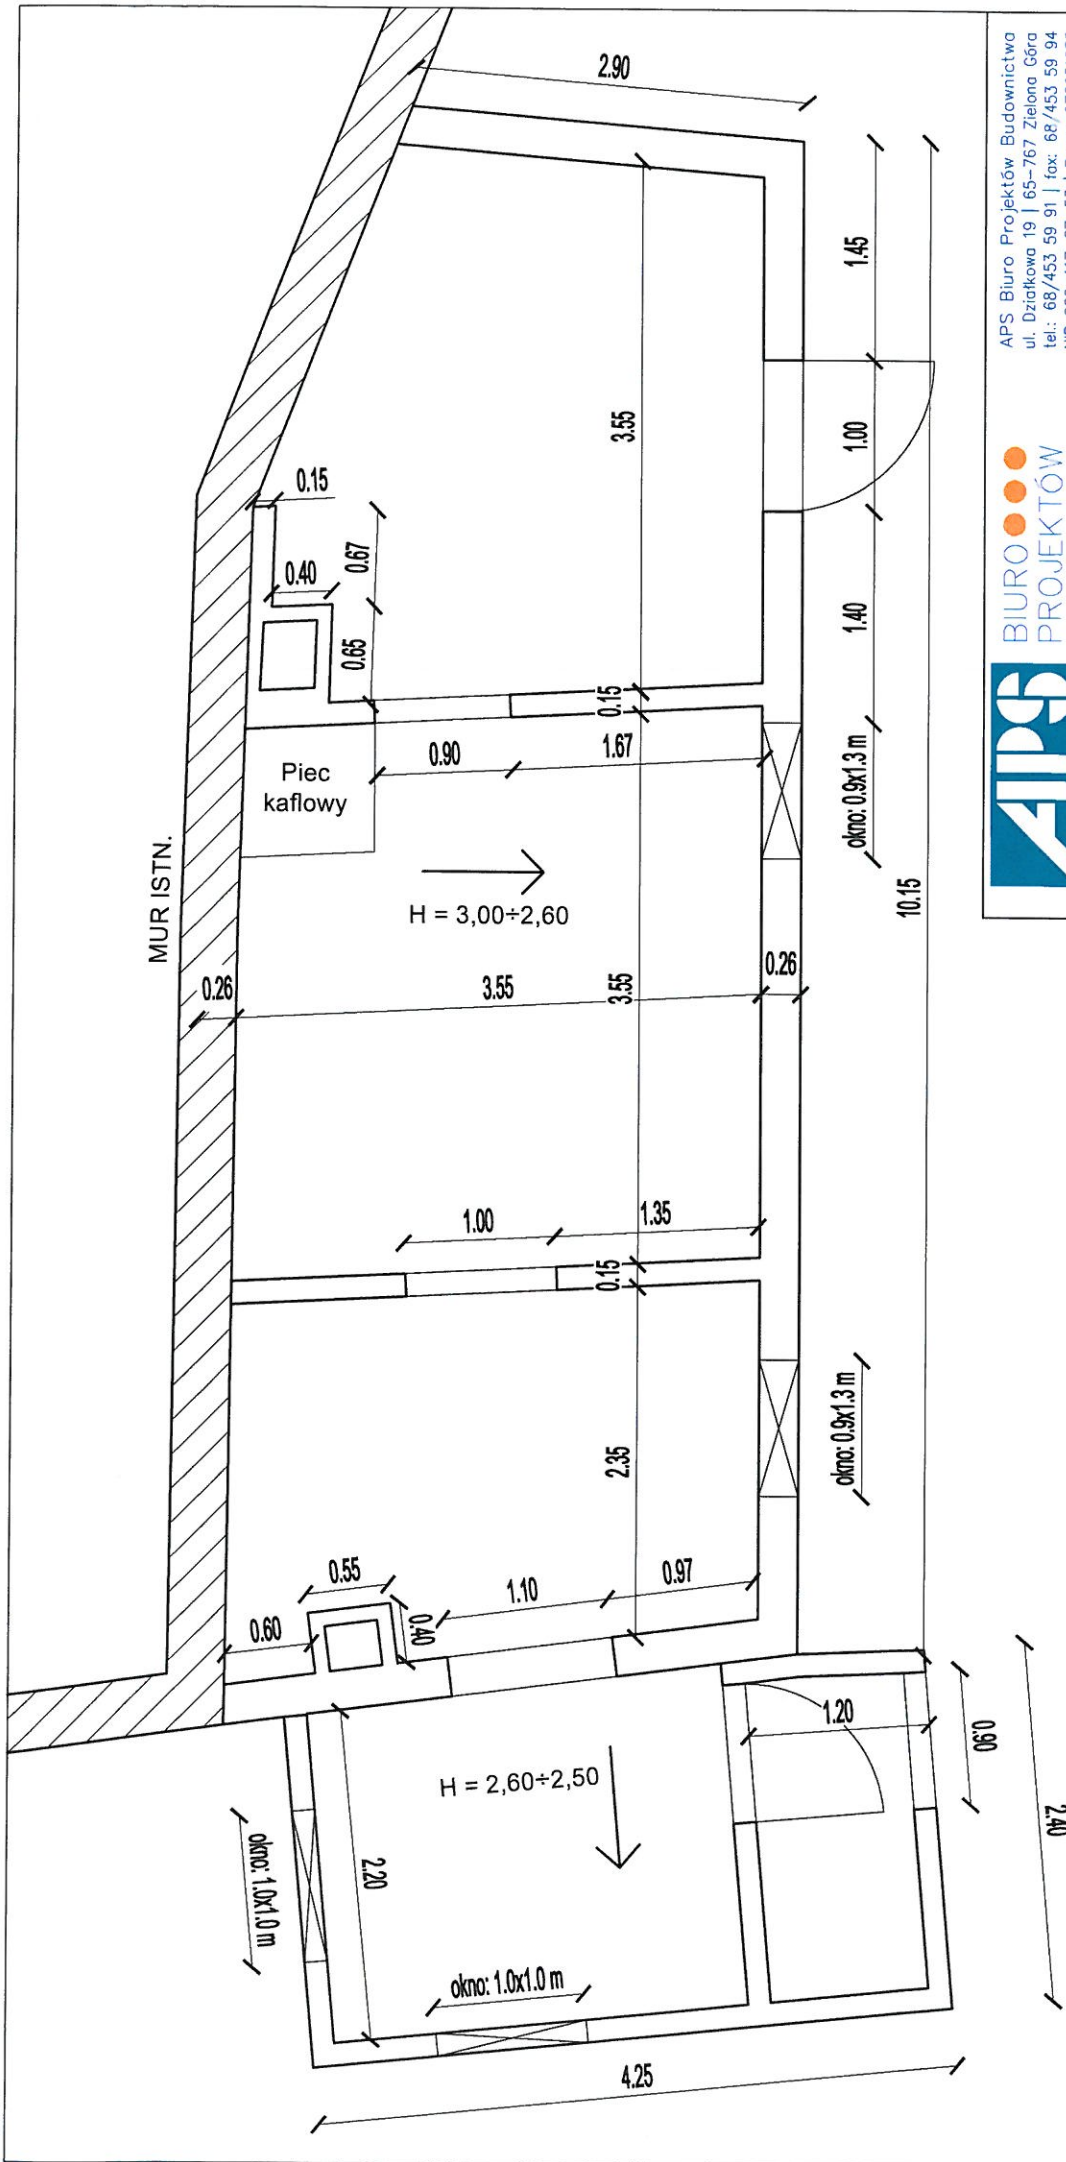 2.90
1.45
1.00
1.40
3.55
0.15
0.40
0.67
0.65
0.15
0.90
1.67
Piec
kaflowy
okno: 0.9x1.3 m
MUR ISTN.
H = 3,00÷2,60
10.15
0.26
3.55
3.55
0.26
1.00
1.35
0.15
2.35
okno: 0.9x1.3 m
0.55
0.60
0.40
1.10
0.97
1.20
0.90
2.40
H = 2,60÷2,50
2.20
okno: 1.0x1.0 m
okno: 1.0x1.0 m
4.25
APS
BIURO
PROJEKTÓW
APS Biuro Projektów Budownictwa
ul. Działkowa 19 | 65-767 Zielona Góra
tel.: 68/453 59 91 | fax: 68/453 59 94